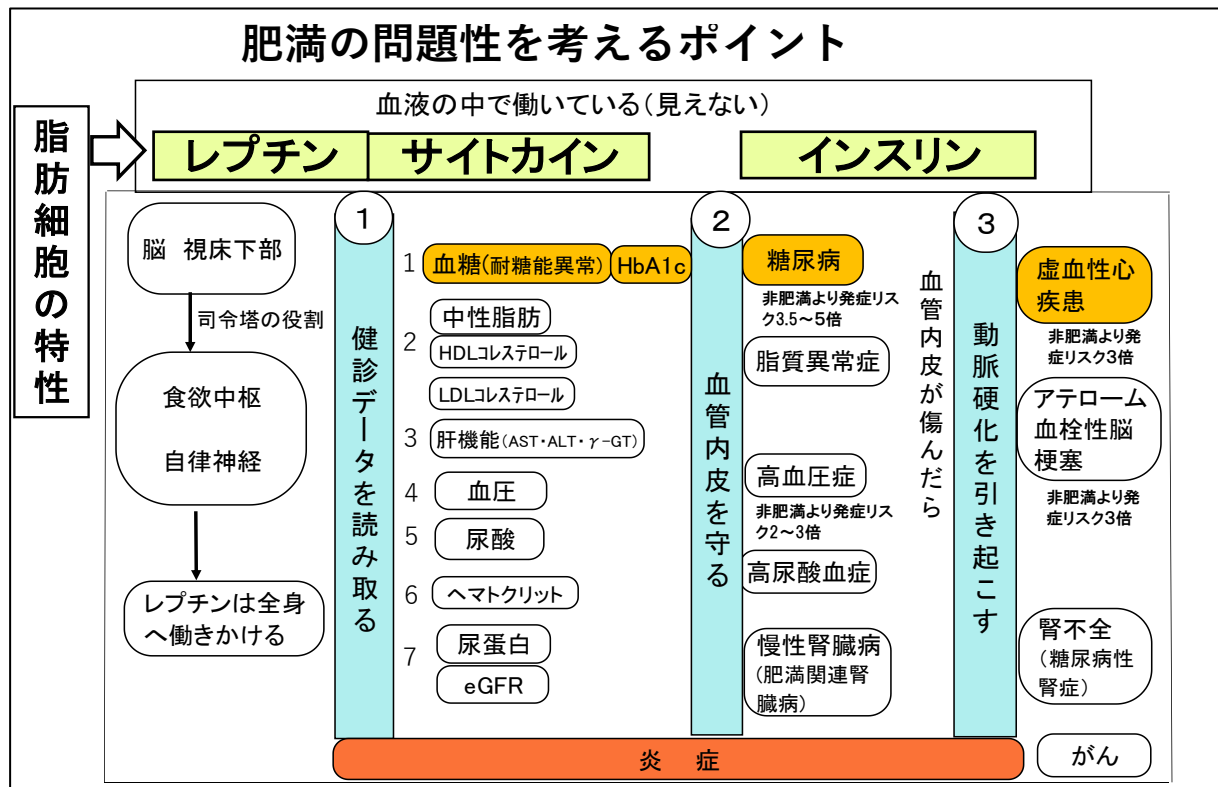 肥満の問題性を考えるポイント
脂肪細胞の特性
血液の中で働いている(見えない)
レプチン
サイトカイン
インスリン
脳 視床下部
司令塔の役割
食欲中枢
自律神経
レプチンは全身
へ働きかける
1
健診データを読み取る
1
血糖(耐糖能異常)
HbA1c
2
中性脂肪
HDLコレステロール
LDLコレステロール
3
肝機能(AST・ALT・γ-GT)
4
血圧
5
尿酸
6
ヘマトクリット
7
尿蛋白
eGFR
2
血管内皮を守る
糖尿病
非肥満より発症リス
ク3.5~5倍
脂質異常症
高血圧症
非肥満より発症リス
ク2~3倍
高尿酸血症
慢性腎臓病
(肥満関連腎
臓病)
血管内皮が傷んだら
3
動脈硬化を引き起こす
虚血性心
疾患
非肥満より発
症リスク3倍
アテローム
血栓性脳
梗塞
非肥満より発
症リスク3倍
腎不全
(糖尿病性
腎症)
がん
炎 症